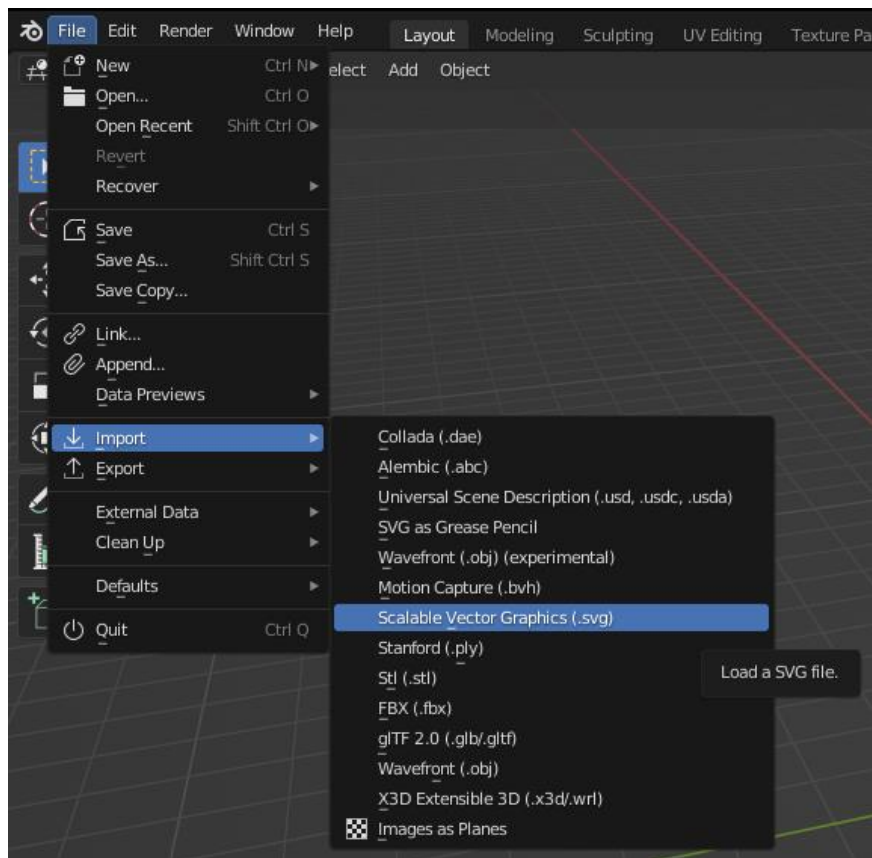 File Edit Render Window Help Layout Modeling Sculpting UV Editing Texture Pa
elect Add Object
New Ctrl N
Open... Ctrl O
Open Recent Shift Ctrl O
Revert
Recover
Save Ctrl S
Save As... Shift Ctrl S
Save Copy...
Link...
Append...
Data Previews
Import
Export
External Data
Clean Up
Defaults
Quit Ctrl Q
Collada (.dae)
Alembic (.abc)
Universal Scene Description (.usd, .usdc, .usda)
SVG as Grease Pencil
Wavefront (.obj) (experimental)
Motion Capture (.bvh)
Scalable Vector Graphics (.svg)
Stanford (.ply)
Stl (.stl)
FBX (.fbx)
glTF 2.0 (.glb/.gltf)
Wavefront (.obj)
X3D Extensible 3D (.x3d/.wrl)
Images as Planes
Load a SVG file.